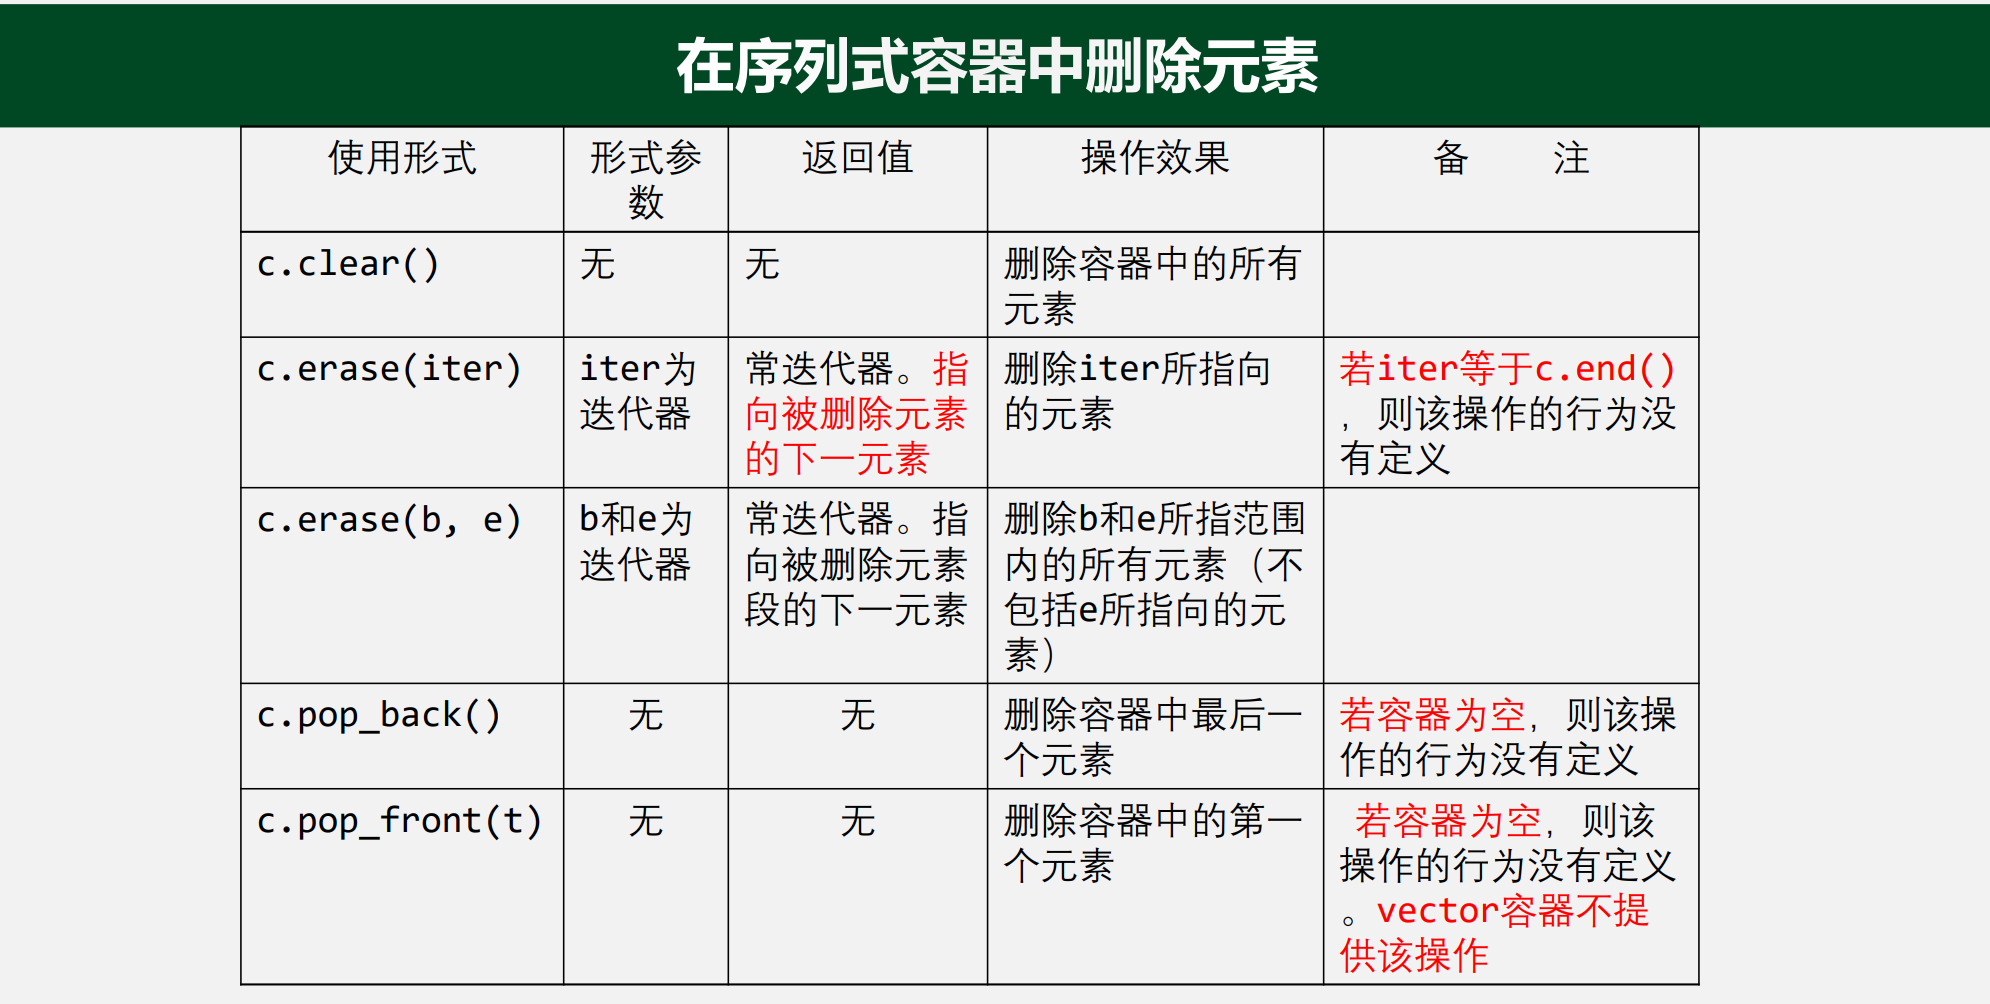 在序列式容器中删除元素
使用形式
形式参
数
返回值
操作效果
备 注
c.clear()
无
无
删除容器中的所有
元素
c.erase(iter)
iter为
迭代器
常迭代器。指
向被删除元素
的下一元素
删除iter所指向
的元素
若iter等于c.end()
，则该操作的行为没
有定义
c.erase(b, e)
b和e为
迭代器
常迭代器。指
向被删除元素
段的下一元素
删除b和e所指范围
内的所有元素（不
包括e所指向的元
素）
c.pop_back()
无
无
删除容器中最后一
个元素
若容器为空，则该操
作的行为没有定义
c.pop_front(t)
无
无
删除容器中的第一
个元素
若容器为空，则该
操作的行为没有定义
。vector容器不提
供该操作